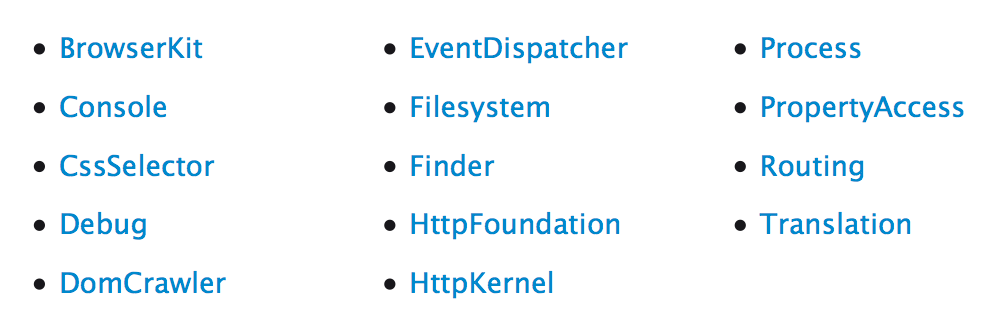 BrowserKit
Console
CssSelector
Debug
DomCrawler
EventDispatcher
Filesystem
Finder
HttpFoundation
HttpKernel
Process
PropertyAccess
Routing
Translation